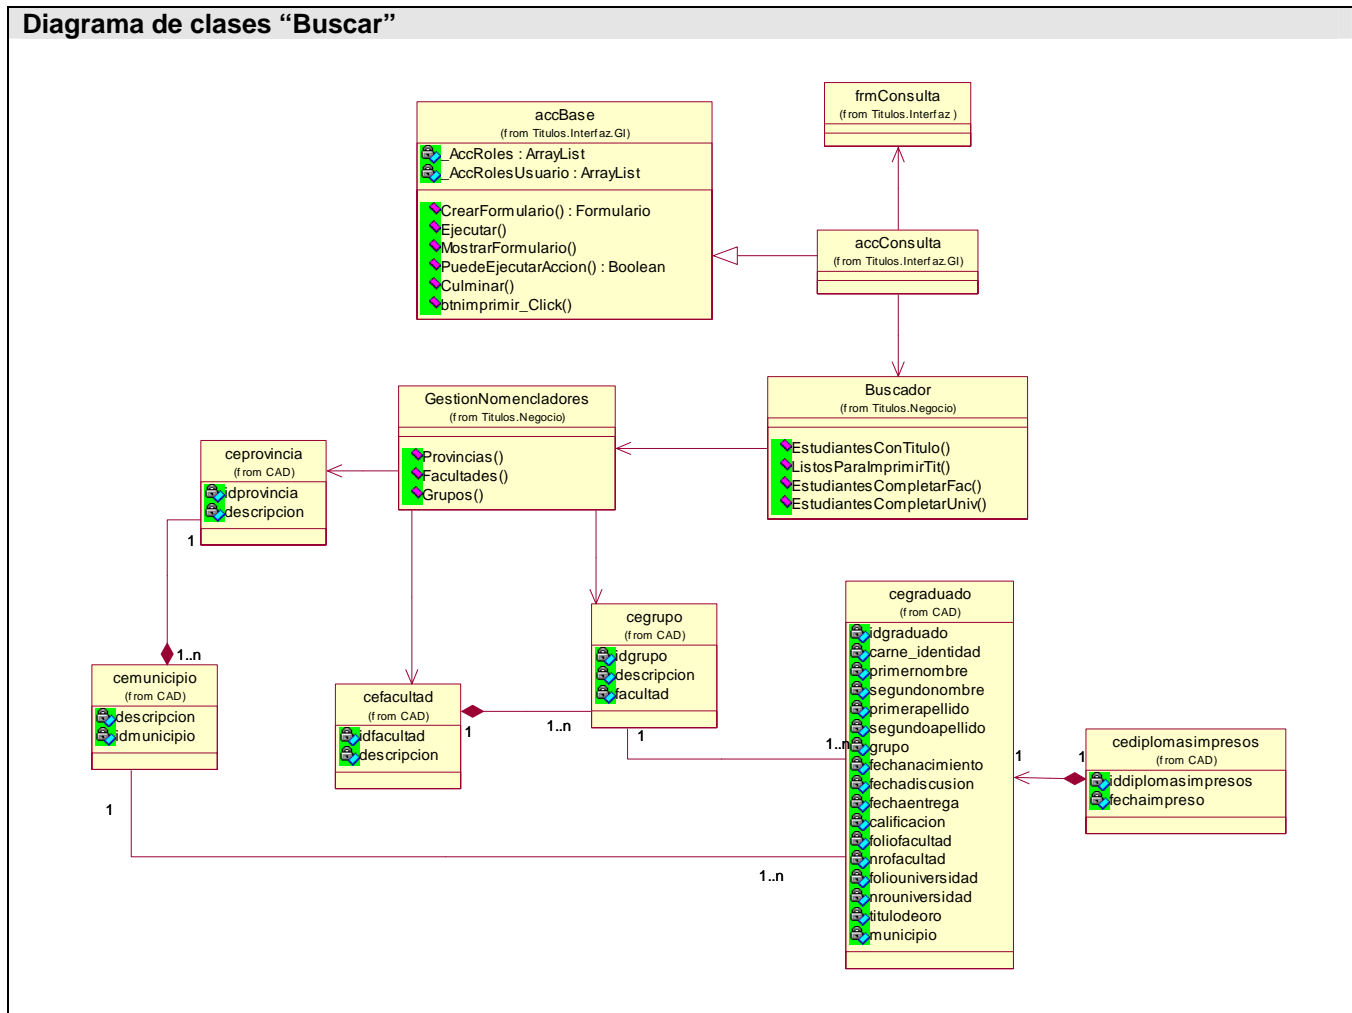 Diagrama de clases “Buscar”
frmConsulta
(from Titulos.Interfaz )
accBase
(from Titulos.Interfaz.GI)
_AccRoles : ArrayList
_AccRolesUsuario : ArrayList
CrearFormulario() : Formulario
Ejecutar()
MostrarFormulario()
PuedeEjecutarAccion() : Boolean
Culminar()
btnimprimir_Click()
accConsulta
(from Titulos.Interfaz.GI)
GestionNomencladores
(from Titulos.Negocio)
Provincias()
Facultades()
Grupos()
Buscador
(from Titulos.Negocio)
EstudiantesConTitulo()
ListosParaImprimirTit()
EstudiantesCompletarFac()
EstudiantesCompletarUniv()
ceprovincia
(from CAD)
idprovincia
descripcion
1
1..n
cemunicipio
(from CAD)
descripcion
idmunicipio
1
cefacultad
(from CAD)
idfacultad
descripcion
1
1..n
cegrupo
(from CAD)
idgrupo
descripcion
facultad
1
1..n
cegraduado
(from CAD)
idgraduado
carne_identidad
primernombre
segundonombre
primerapellido
segundoapellido
grupo
fechanacimiento
fechadiscusion
fechaentrega
calificacion
foliofacultad
nrofacultad
foliouniversidad
nrouniversidad
titulodeoro
municipio
1..n
1
1
cediplomasimpresos
(from CAD)
iddiplomasimpresos
fechaimpreso